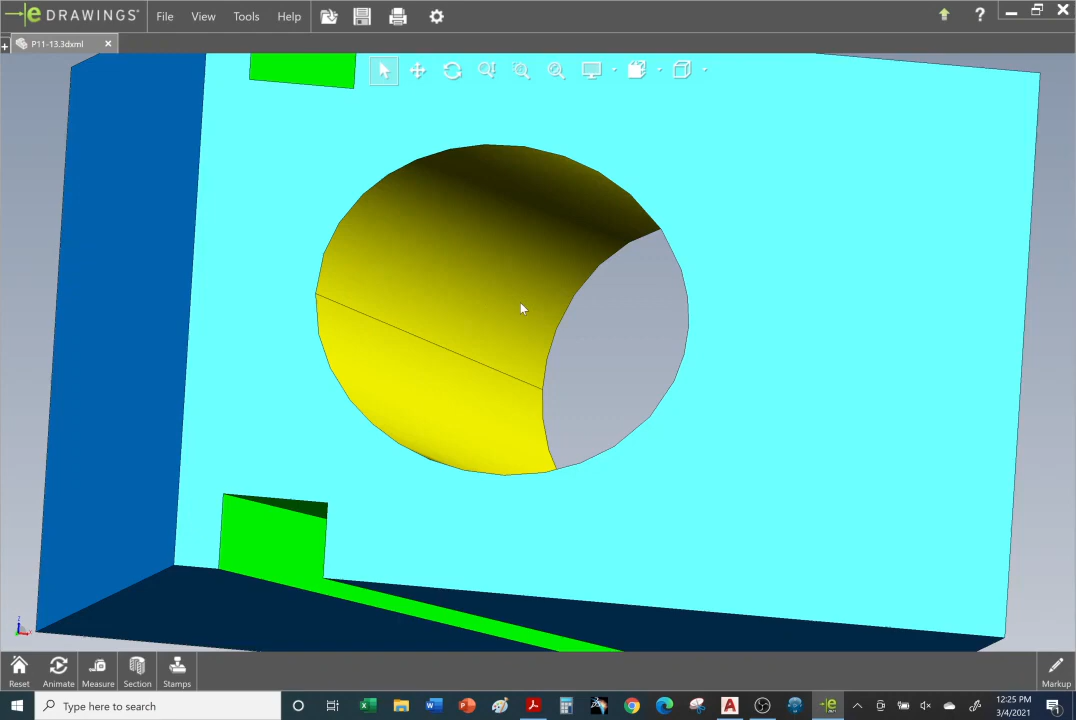 eDRAWINGS® File View Tools Help ?
P11-13.3dxml
Reset Animate Measure Section Stamps Markup
Type here to search
12:25 PM
3/4/2021